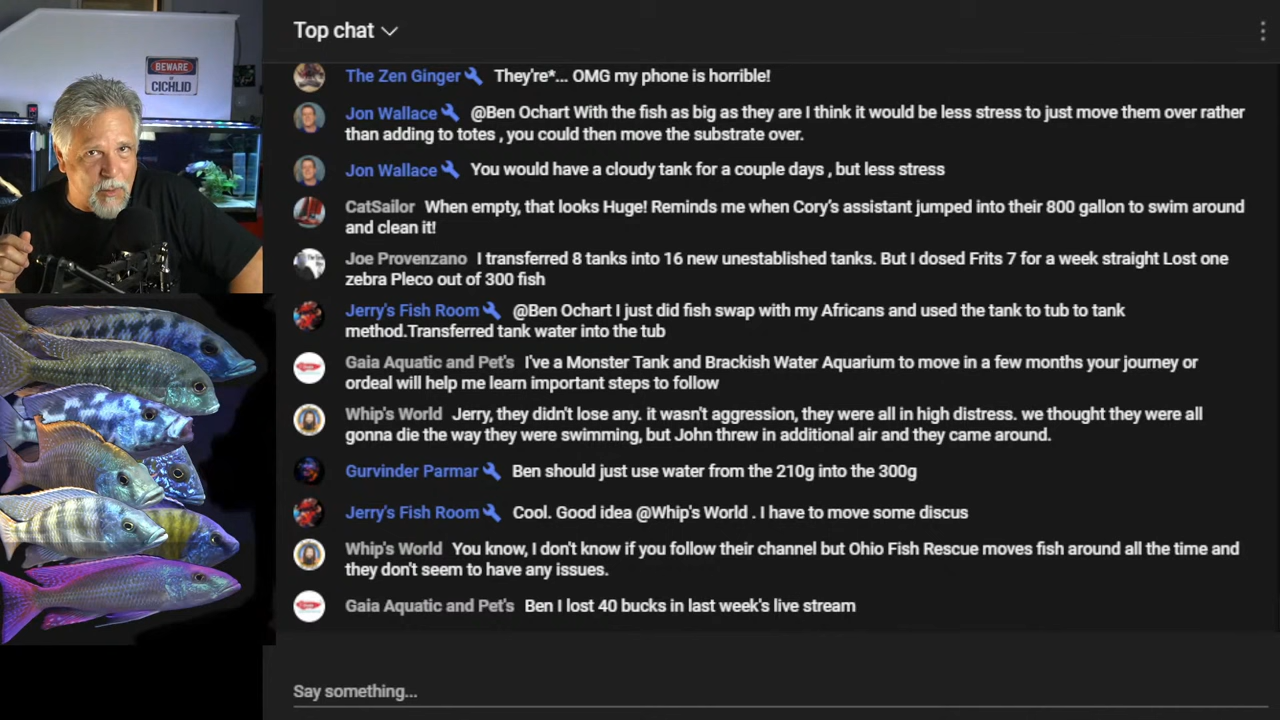 BEWARE
OF
CICHLID
Top chat
The Zen Ginger They're*... OMG my phone is horrible!
Jon Wallace @Ben Ochart With the fish as big as they are I think it would be less stress to just move them over rather
than adding to totes , you could then move the substrate over.
Jon Wallace You would have a cloudy tank for a couple days , but less stress
CatSailor When empty, that looks Huge! Reminds me when Cory's assistant jumped into their 800 gallon to swim around
and clean it!
Joe Provenzano I transferred 8 tanks into 16 new unestablished tanks. But I dosed Frits 7 for a week straight Lost one
zebra Pleco out of 300 fish
Jerry's Fish Room @Ben Ochart I just did fish swap with my Africans and used the tank to tub to tank
method.Transferred tank water into the tub
Gaia Aquatic and Pet's I've a Monster Tank and Brackish Water Aquarium to move in a few months your journey or
ordeal will help me learn important steps to follow
Whip's World Jerry, they didn't lose any. it wasn't aggression, they were all in high distress. we thought they were all
gonna die the way they were swimming, but John threw in additional air and they came around.
Gurvinder Parmar Ben should just use water from the 210g into the 300g
Jerry's Fish Room Cool. Good idea @Whip's World . I have to move some discus
Whip's World You know, I don't know if you follow their channel but Ohio Fish Rescue moves fish around all the time and
they don't seem to have any issues.
Gaia Aquatic and Pet's Ben I lost 40 bucks in last week's live stream
Say something...